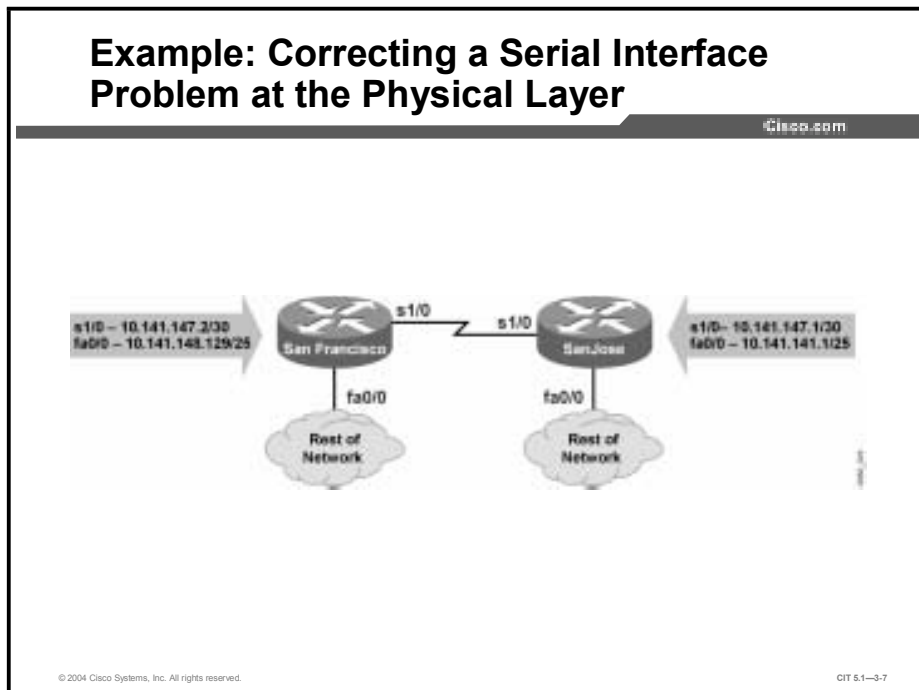 Example: Correcting a Serial Interface
Problem at the Physical Layer
Cisco.com
s1/0 – 10.141.147.2/30
fa0/0 – 10.141.148.129/25
San Francisco
s1/0
s1/0
SanJose
s1/0– 10.141.147.1/30
fa0/0 – 10.141.141.1/25
fa0/0
fa0/0
Rest of
Network
Rest of
Network
© 2004 Cisco Systems, Inc. All rights reserved.
CIT 5.1—3-7